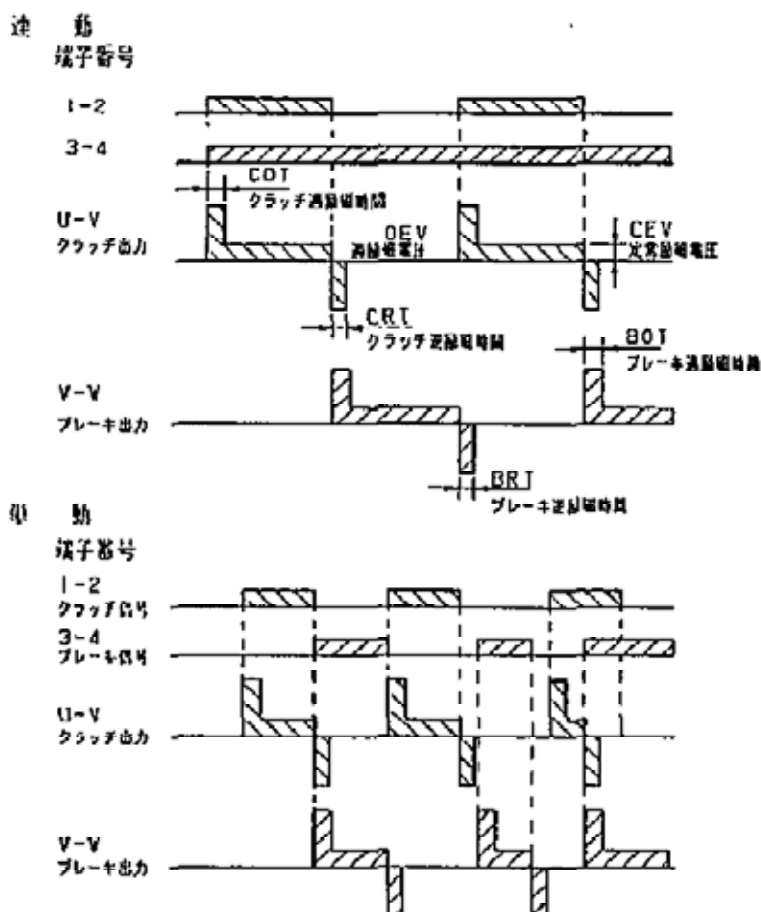 連 動
端子番号
1-2
3-4
COT
クラッチ過励磁時間
U-V
クラッチ出力
OEV
過励磁電圧
CEV
定常励磁電圧
CRT
クラッチ逆励磁時間
BOT
ブレーキ過励磁時間
V-W
ブレーキ出力
BRT
ブレーキ逆励磁時間
動
端子番号
1-2
クラッチ信号
3-4
ブレーキ信号
U-V
クラッチ出力
V-W
ブレーキ出力